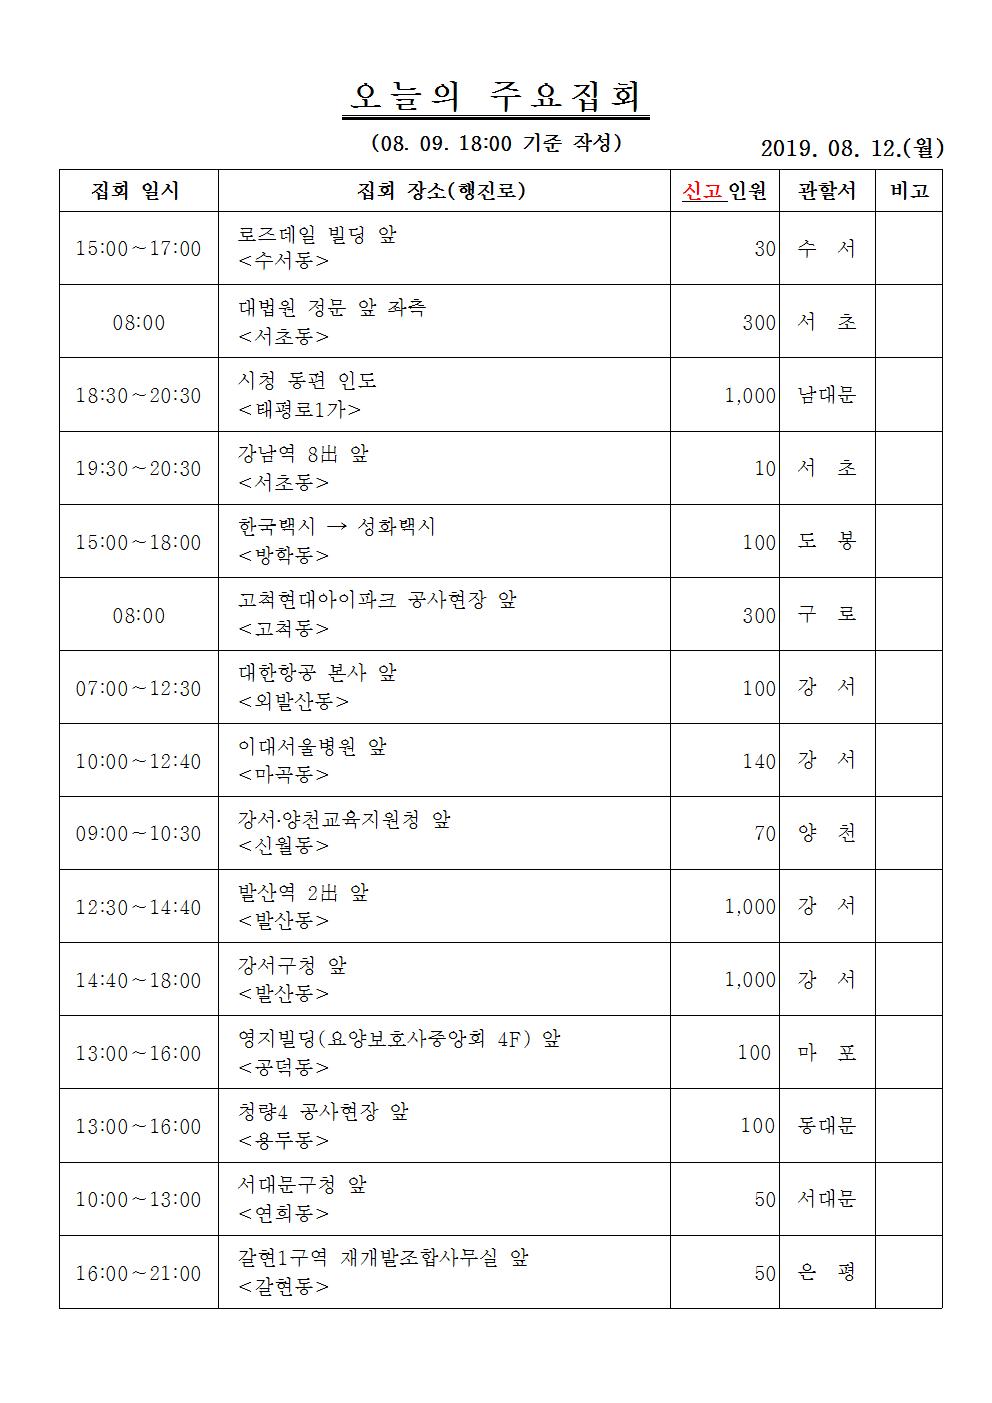 오늘의 주요집회
(08. 09. 18:00 기준 작성)
2019. 08. 12.(월)
집회 일시 집회 장소(행진로) 신고인원 관할서 비고
15:00~17:00 로즈데일 빌딩 앞 30 수 서
<수서동>
08:00 대법원 정문 앞 좌측 300 서 초
<서초동>
18:30~20:30 시청 동편 인도 1,000 남대문
<태평로1가>
19:30~20:30 강남역 8出 앞 10 서 초
<서초동>
15:00~18:00 한국택시 → 성화택시 100 도 봉
<방학동>
08:00 고척현대아이파크 공사현장 앞 300 구 로
<고척동>
07:00~12:30 대한항공 본사 앞 100 강 서
<외발산동>
10:00~12:40 이대서울병원 앞 140 강 서
<마곡동>
09:00~10:30 강서·양천교육지원청 앞 70 양 천
<신월동>
12:30~14:40 발산역 2出 앞 1,000 강 서
<발산동>
14:40~18:00 강서구청 앞 1,000 강 서
<발산동>
13:00~16:00 영지빌딩(요양보호사중앙회 4F) 앞 100 마 포
<공덕동>
13:00~16:00 청량4 공사현장 앞 100 동대문
<용두동>
10:00~13:00 서대문구청 앞 50 서대문
<연희동>
16:00~21:00 갈현1구역 재개발조합사무실 앞 50 은 평
<갈현동>